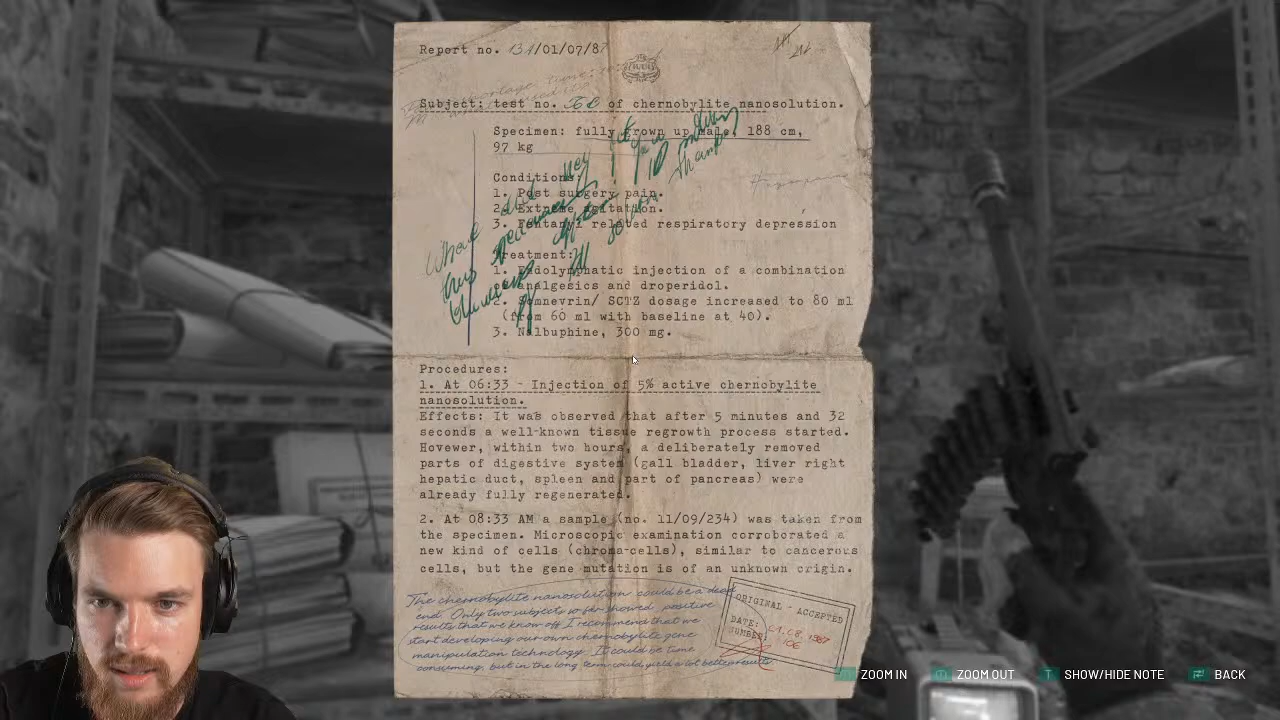 Report no. 134/01/07/87
Subject: test no. of chernobylite nanosolution.
Specimen: fully grown up male, 188 cm,
97 kg
Conditions:
1. Post surgery pain.
2. Extreme
3. Fentanyl related respiratory depression
Treatment:
1. Endolymphatic injection of a combination
of analgesics and droperidol.
2. Somnevrin/ SCTZ dosage increased to 80 ml
(from 60 ml with baseline at 40).
3. Nalbuphine, 300 mg.
Procedures:
1. At 06:33 - Injection of 5% active chernobylite
nanosolution.
Effects: It was observed that after 5 minutes and 32
seconds a well-known tissue regrowth process started.
Hovewer, within two hours, a deliberately removed
parts of digestive system (gall bladder, liver right
hepatic duct, spleen and part of pancreas) were
already fully regenerated.
2. At 08:33 AM a sample (no. 11/09/234) was taken from
the specimen. Microscopic examination corroborated a
new kind of cells (chroma-cells), similar to cancerous
cells, but the gene mutation is of an unknown origin.
The chernobylite nanosolution could be a dead
end. Only two subjects so far showed positive
results that we know off. I recommend that we
start developing our own chernobylite gene
manipulation technology. It could be time
consuming, but in the long term could yield a lot better results.
ORIGINAL - ACCEPTED
DATE: 01.08.1987
NUMBER:
ZOOM IN
ZOOM OUT
T SHOW/HIDE NOTE
BACK